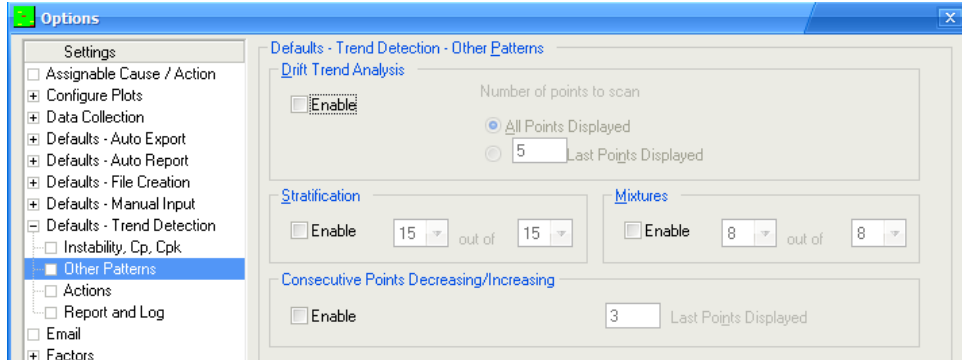 Options
Settings
Assignable Cause / Action
Configure Plots
Data Collection
Defaults - Auto Export
Defaults - Auto Report
Defaults - File Creation
Defaults - Manual Input
Defaults - Trend Detection
Instability, Cp, Cpk
Other Patterns
Actions
Report and Log
Email
Factors
Defaults - Trend Detection - Other Patterns
Drift Trend Analysis
Enable
Number of points to scan
All Points Displayed
5 Last Points Displayed
Stratification
Enable 15 out of 15
Mixtures
Enable 8 out of 8
Consecutive Points Decreasing/Increasing
Enable 3 Last Points Displayed